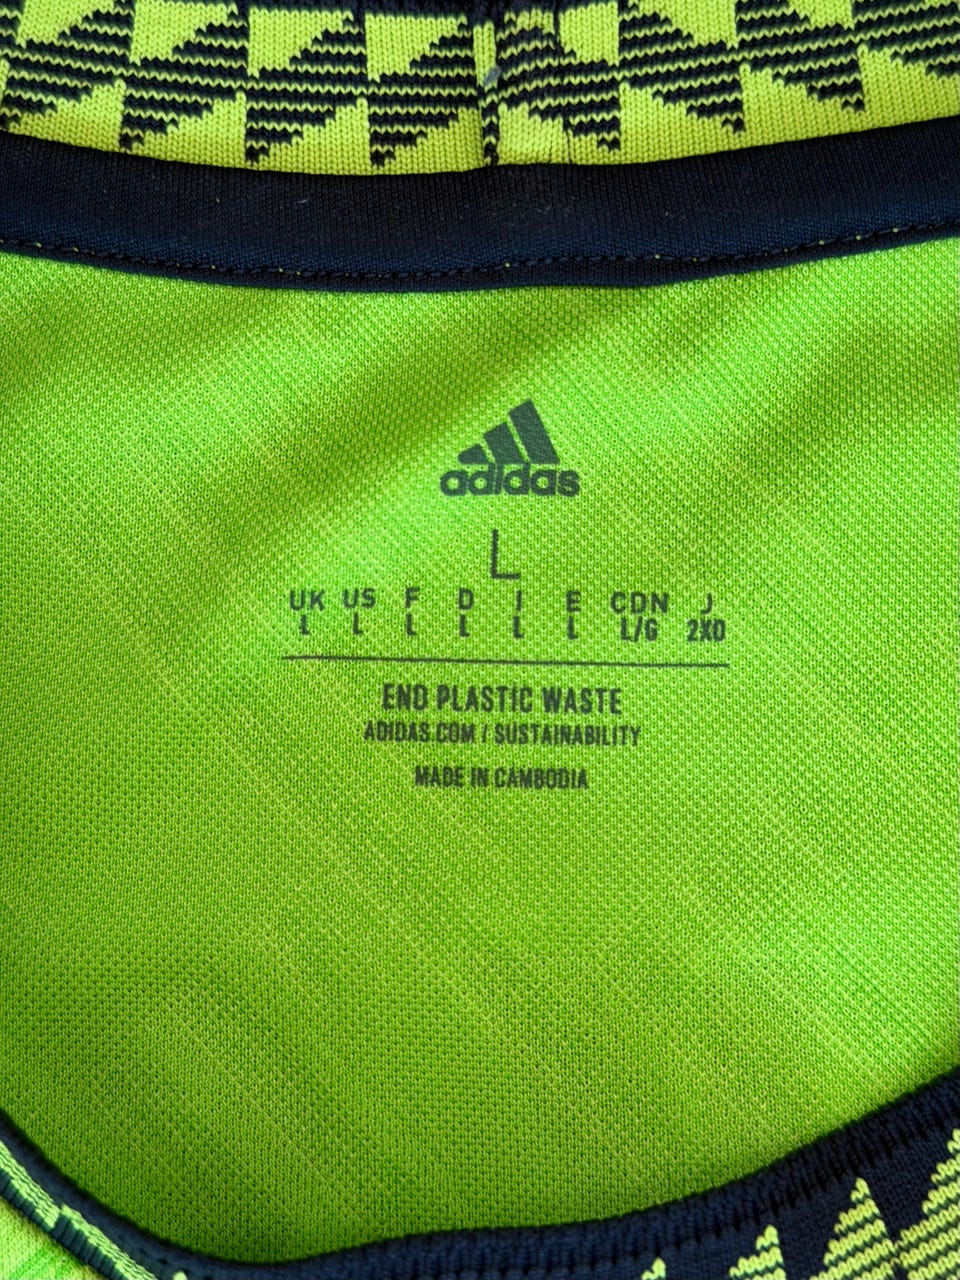 adidas
L
UK US F D I E CDN J
L L L L L L L/G 2XO
END PLASTIC WASTE
ADIDAS.COM / SUSTAINABILITY
MADE IN CAMBODIA